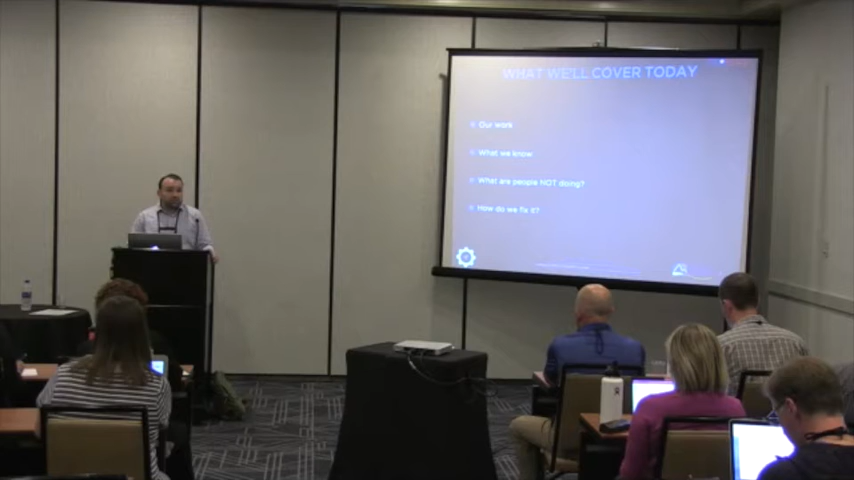 WHAT WE'LL COVER TODAY
Our work
What we know
What are people NOT doing?
How do we fix it?